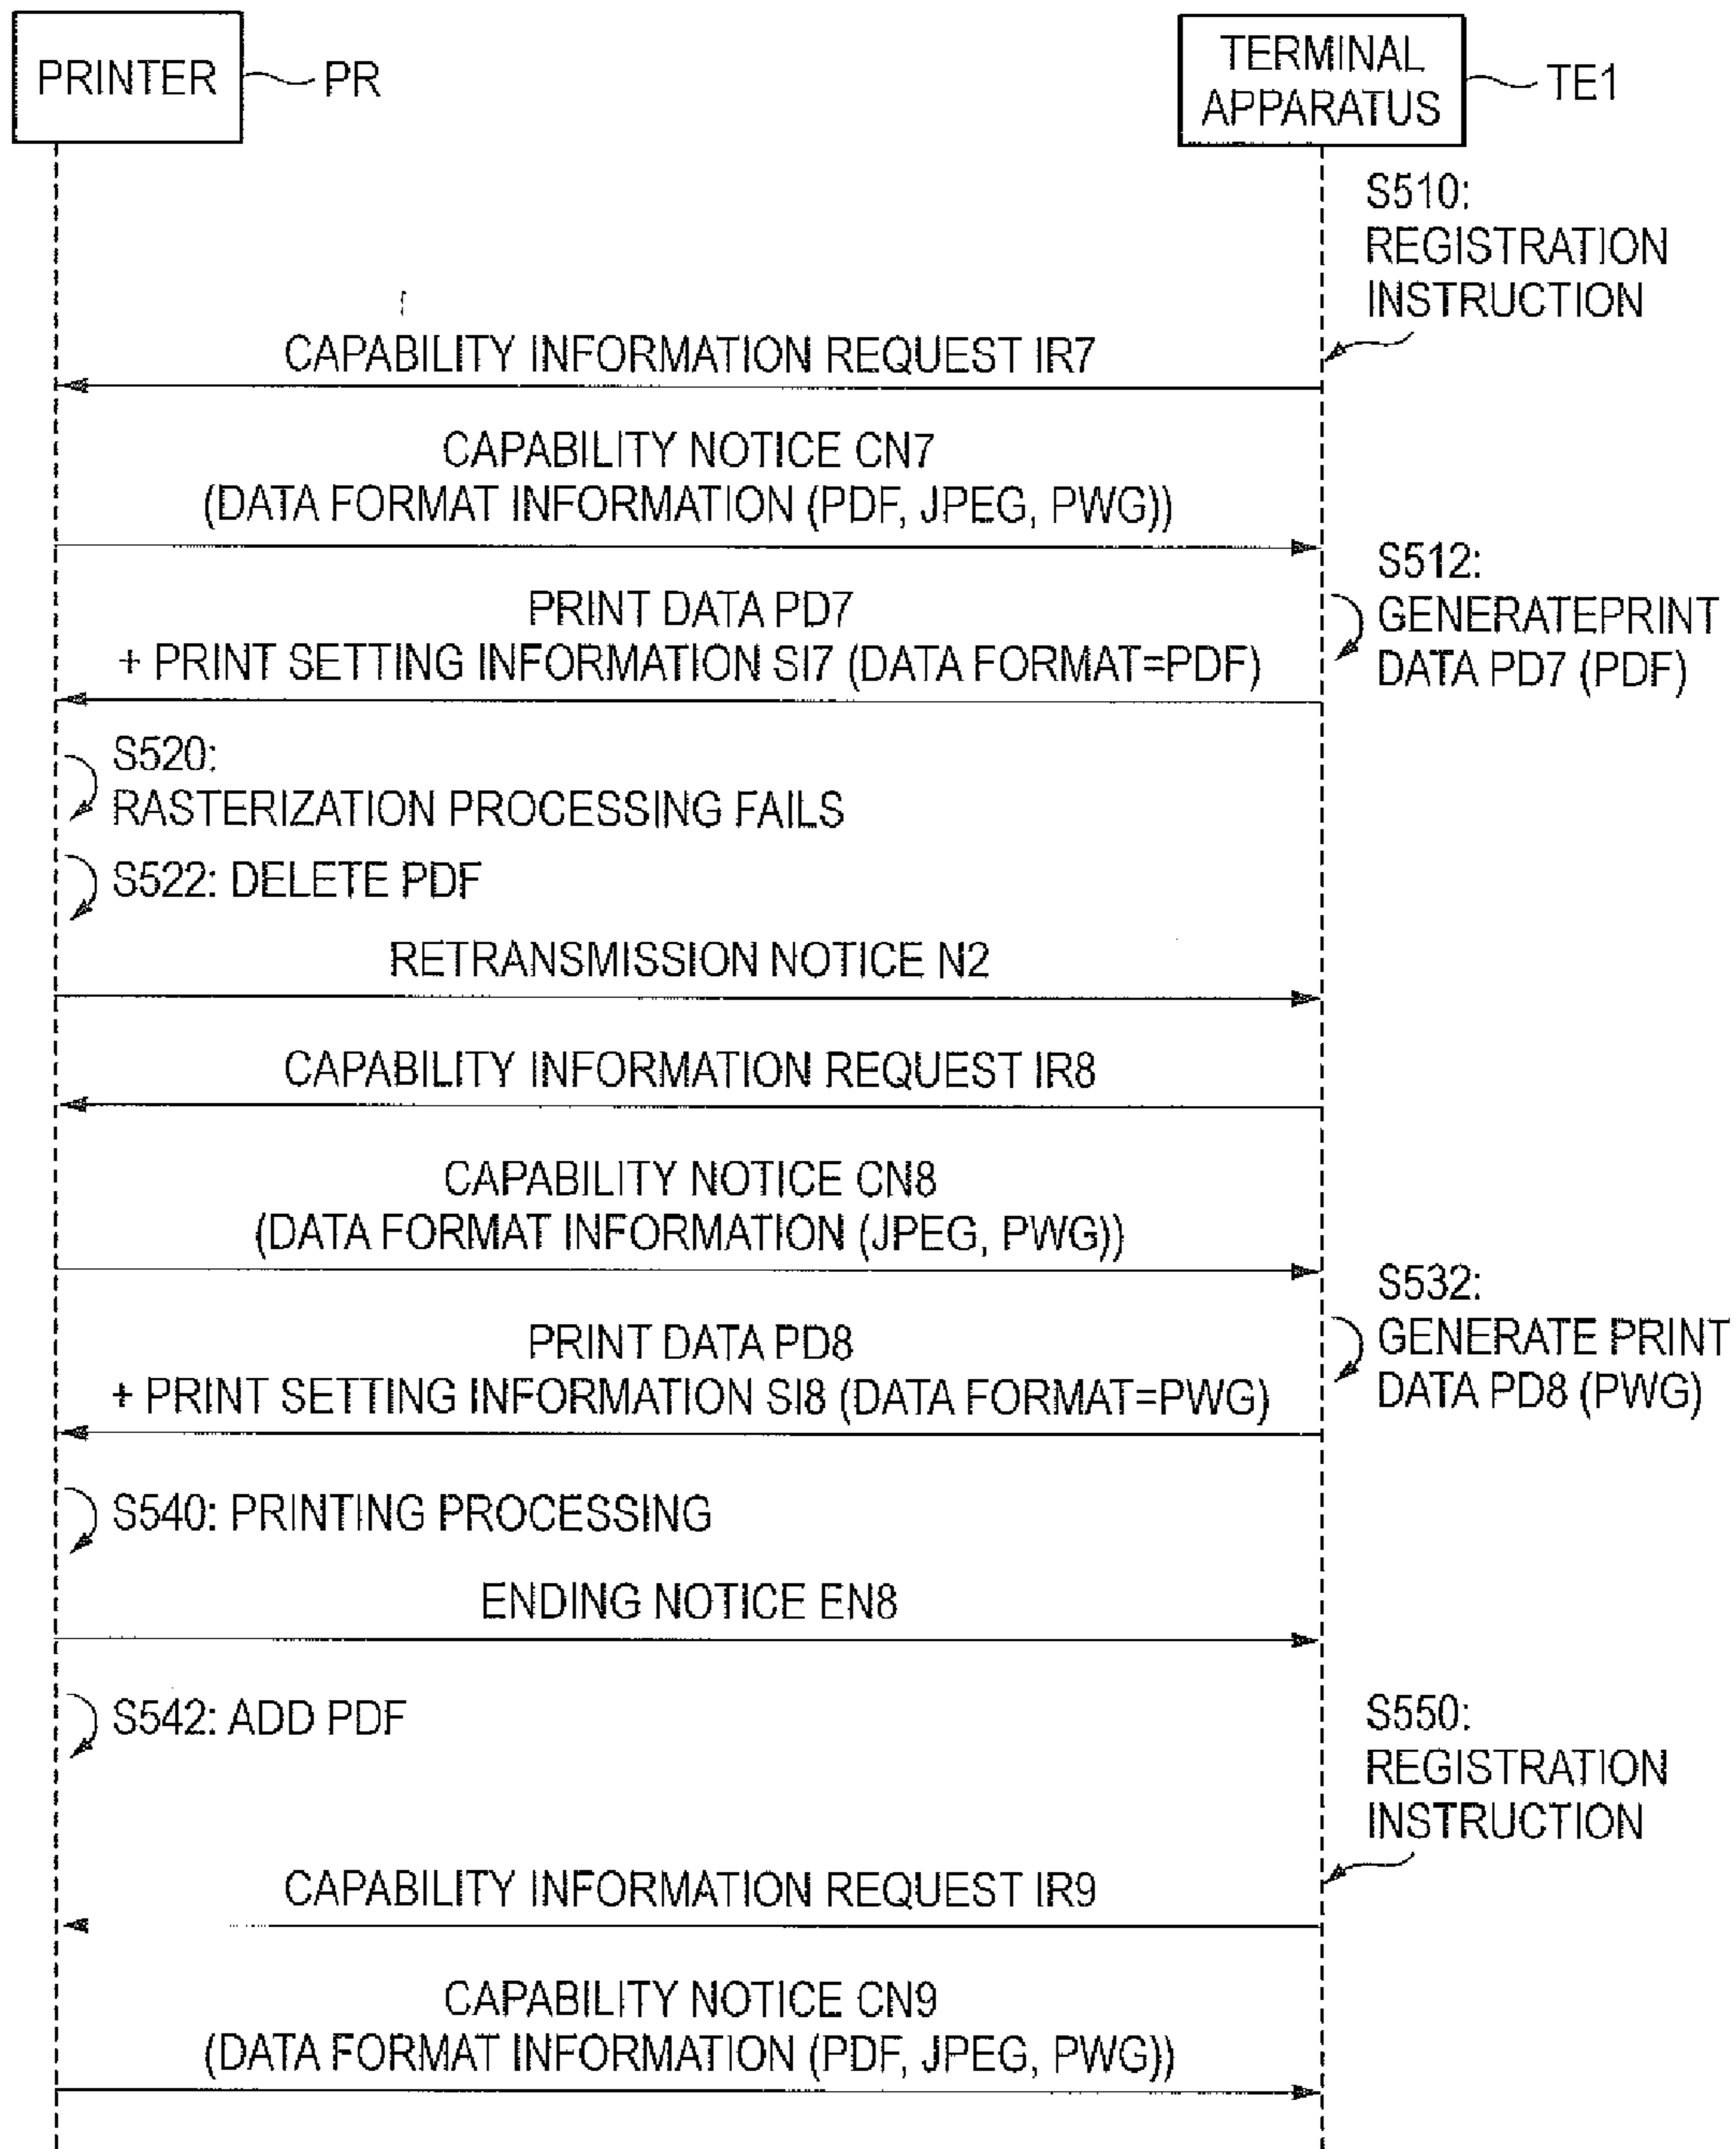 PRINTER
PR
TERMINAL
APPARATUS
TE1
S510:
REGISTRATION
INSTRUCTION
CAPABILITY INFORMATION REQUEST IR7
CAPABILITY NOTICE CN7
(DATA FORMAT INFORMATION (PDF, JPEG, PWG))
S512:
GENERATEPRINT
DATA PD7 (PDF)
PRINT DATA PD7
+ PRINT SETTING INFORMATION SI7 (DATA FORMAT=PDF)
S520:
RASTERIZATION PROCESSING FAILS
S522: DELETE PDF
RETRANSMISSION NOTICE N2
CAPABILITY INFORMATION REQUEST IR8
CAPABILITY NOTICE CN8
(DATA FORMAT INFORMATION (JPEG, PWG))
S532:
GENERATE PRINT
DATA PD8 (PWG)
PRINT DATA PD8
+ PRINT SETTING INFORMATION SI8 (DATA FORMAT=PWG)
S540: PRINTING PROCESSING
ENDING NOTICE EN8
S542: ADD PDF
S550:
REGISTRATION
INSTRUCTION
CAPABILITY INFORMATION REQUEST IR9
CAPABILITY NOTICE CN9
(DATA FORMAT INFORMATION (PDF, JPEG, PWG))